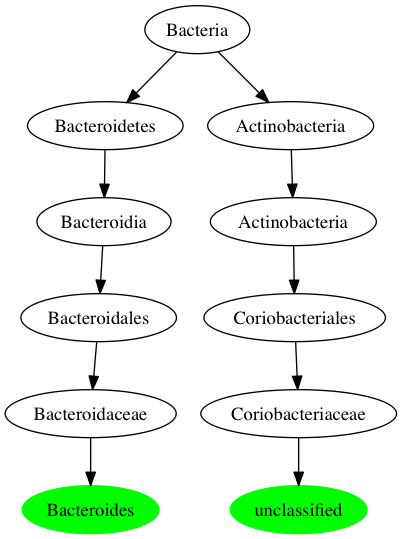 Bacteria
Bacteroidetes
Actinobacteria
Bacteroidia
Actinobacteria
Bacteroidales
Coriobacteriales
Bacteroidaceae
Coriobacteriaceae
Bacteroides
unclassified